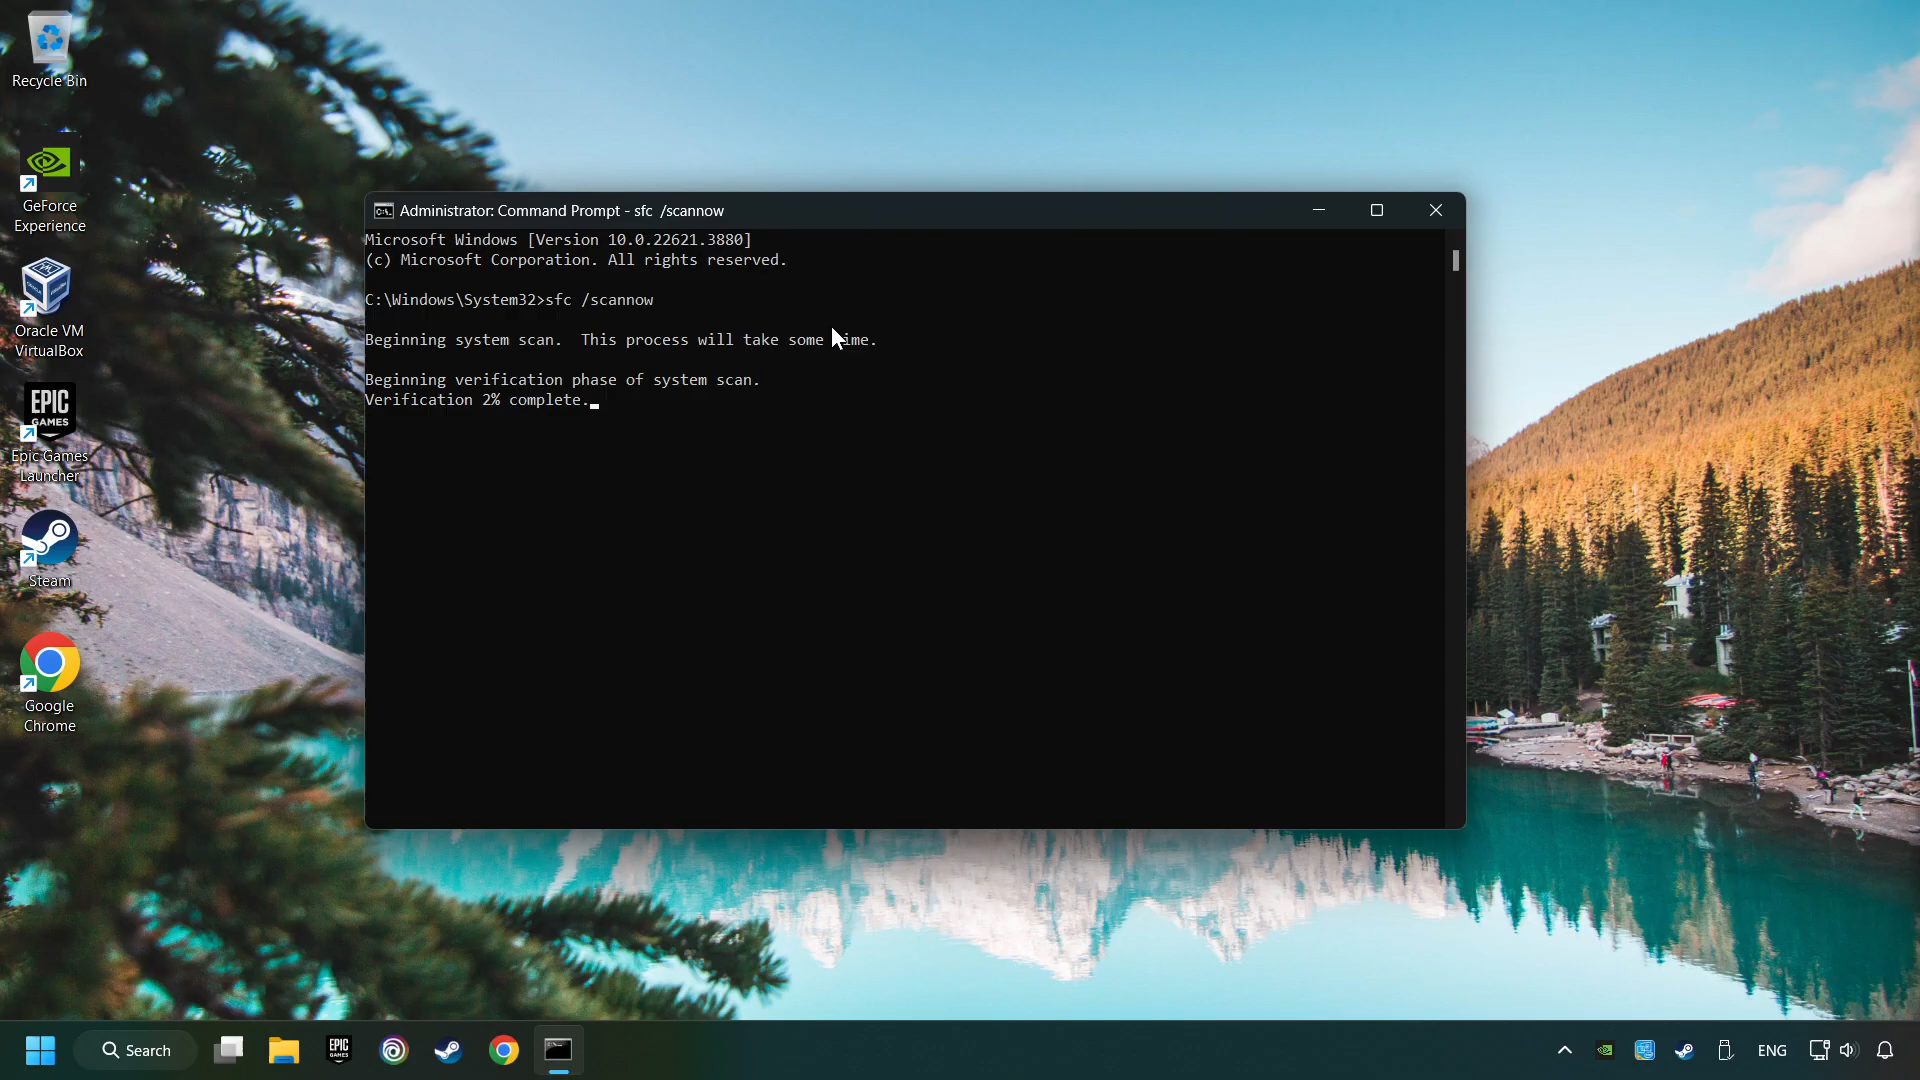 Recycle Bin
GeForce
Experience
Oracle VM
VirtualBox
EPIC
GAMES
Epic Games
Launcher
Steam
Google
Chrome
Administrator: Command Prompt - sfc  /scannow
Microsoft Windows [Version 10.0.22621.3880]
(c) Microsoft Corporation. All rights reserved.
C:\Windows\System32>sfc /scannow
Beginning system scan.  This process will take some time.
Beginning verification phase of system scan.
Verification 2% complete.
Search
EPIC
GAMES
ENG